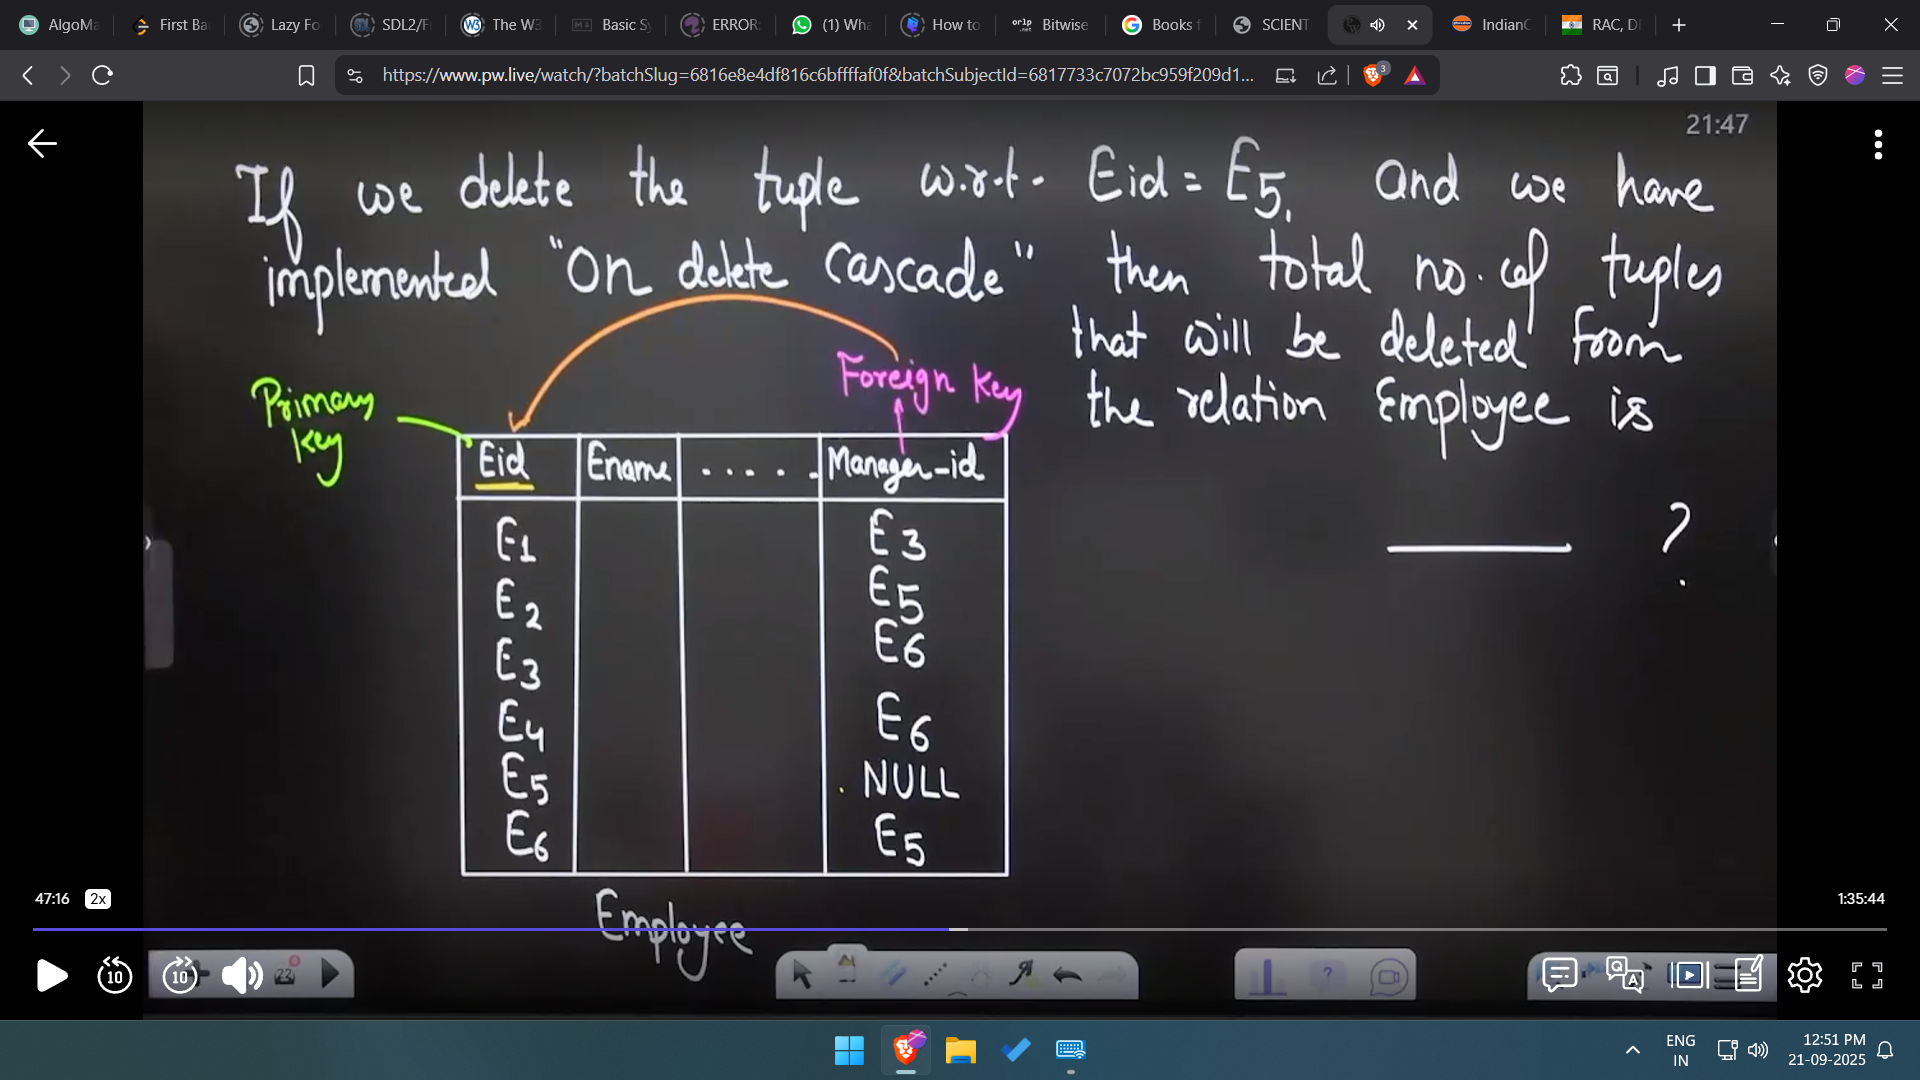 AlgoMa
First Ba
Lazy Fo
SDL2/F
The W3
Basic Sy
ERROR:
(1) Wha
How to
Bitwise
Books f
SCIENT
IndianC
RAC, D
https://www.pw.live/watch/?batchSlug=6816e8e4df816c6bffffaf0f&batchSubjectId=6817733c7072bc959f209d1...
3
21:47
If we delete the tuple w.r.t. Eid = E5. and we have
implemented "On delete Cascade" then total no. of tuples
that will be deleted from
the relation Employee is
?
Primary
key
Foreign key
Eid Ename ..... Manager-id
E1 E3
E2 E5
E3 E6
E4 E6
E5 NULL
E6 E5
Employee
47:16 2x 1:35:44
10 10 22
ENG
IN
12:51 PM
21-09-2025